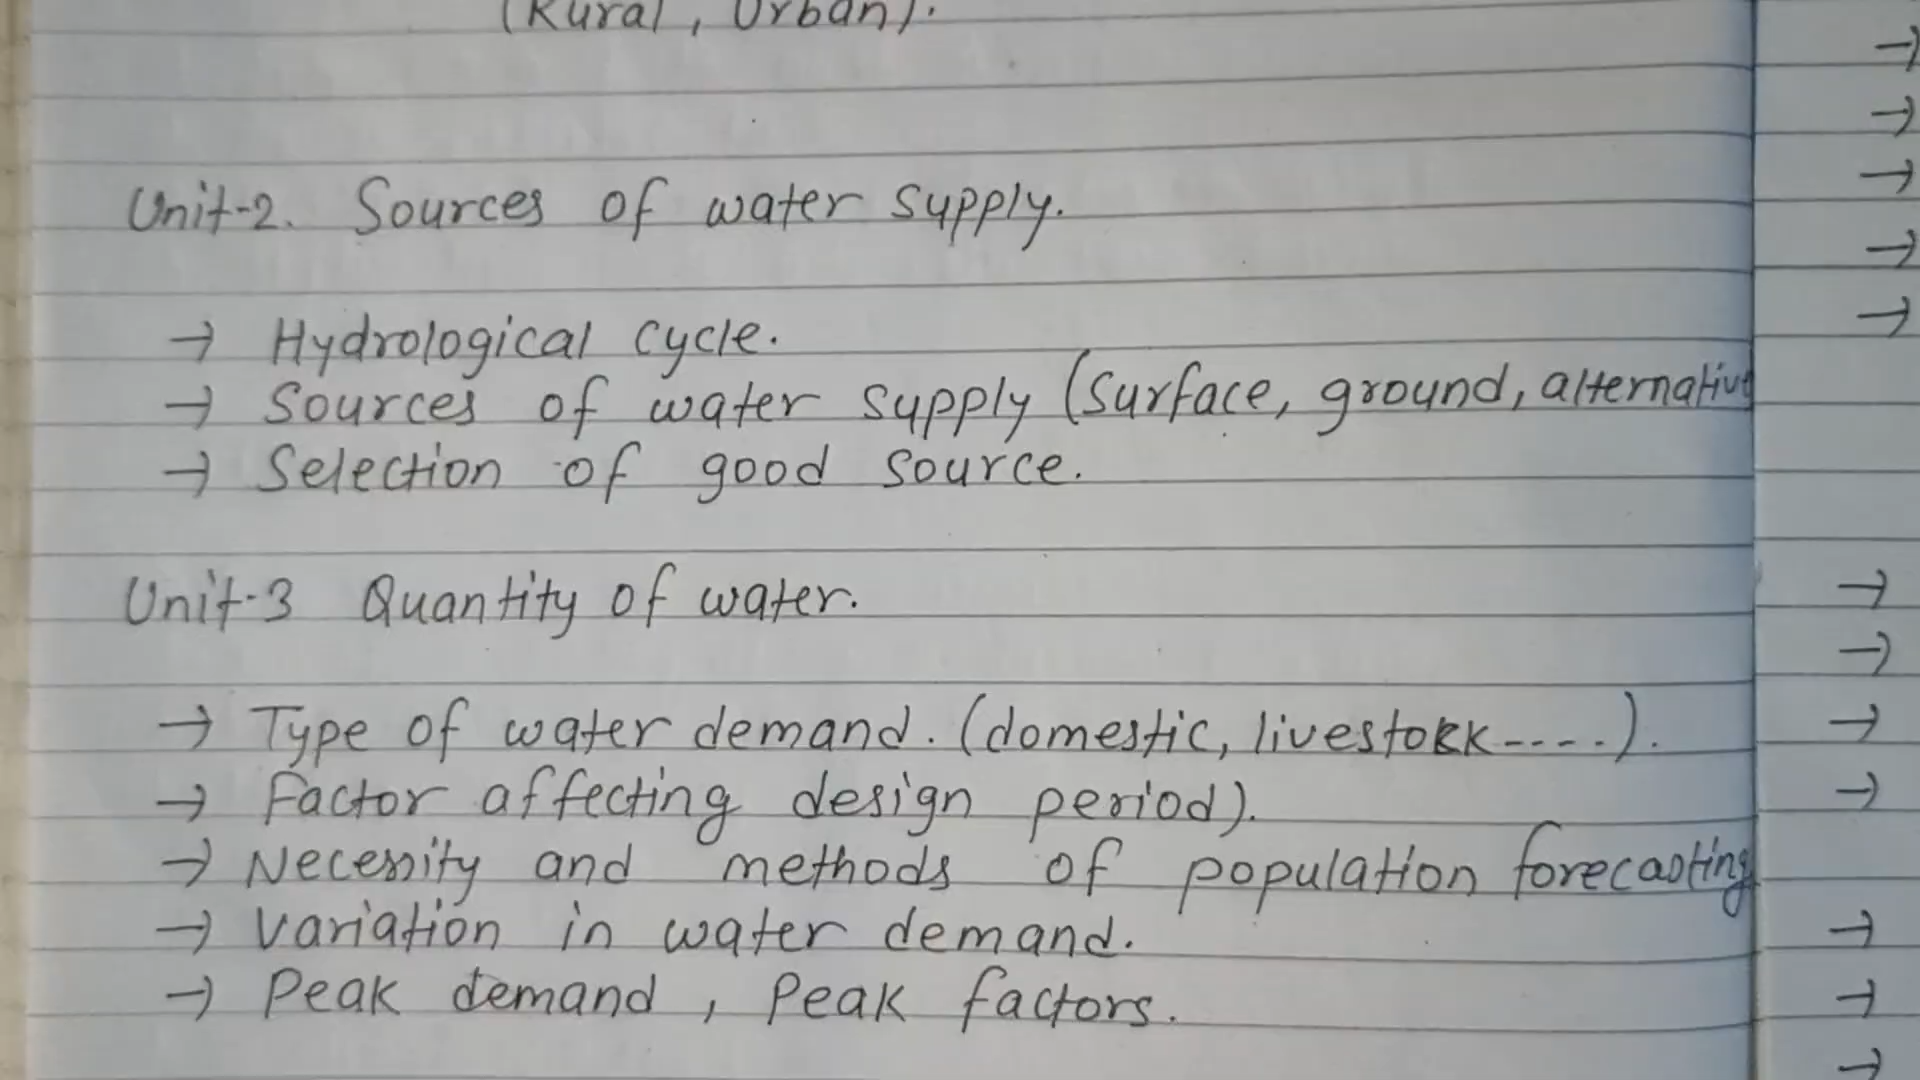 (Rural, Urban).
Unit-2. Sources of water supply.
→ Hydrological cycle.
→ Sources of water supply (surface, ground, alternative
→ Selection of good source.
Unit-3 Quantity of water.
→ Type of water demand. (domestic, livestokk----).
→ Factor affecting design period).
→ Necessity and methods of population forecasting
→ Variation in water demand.
→ Peak demand, Peak factors.